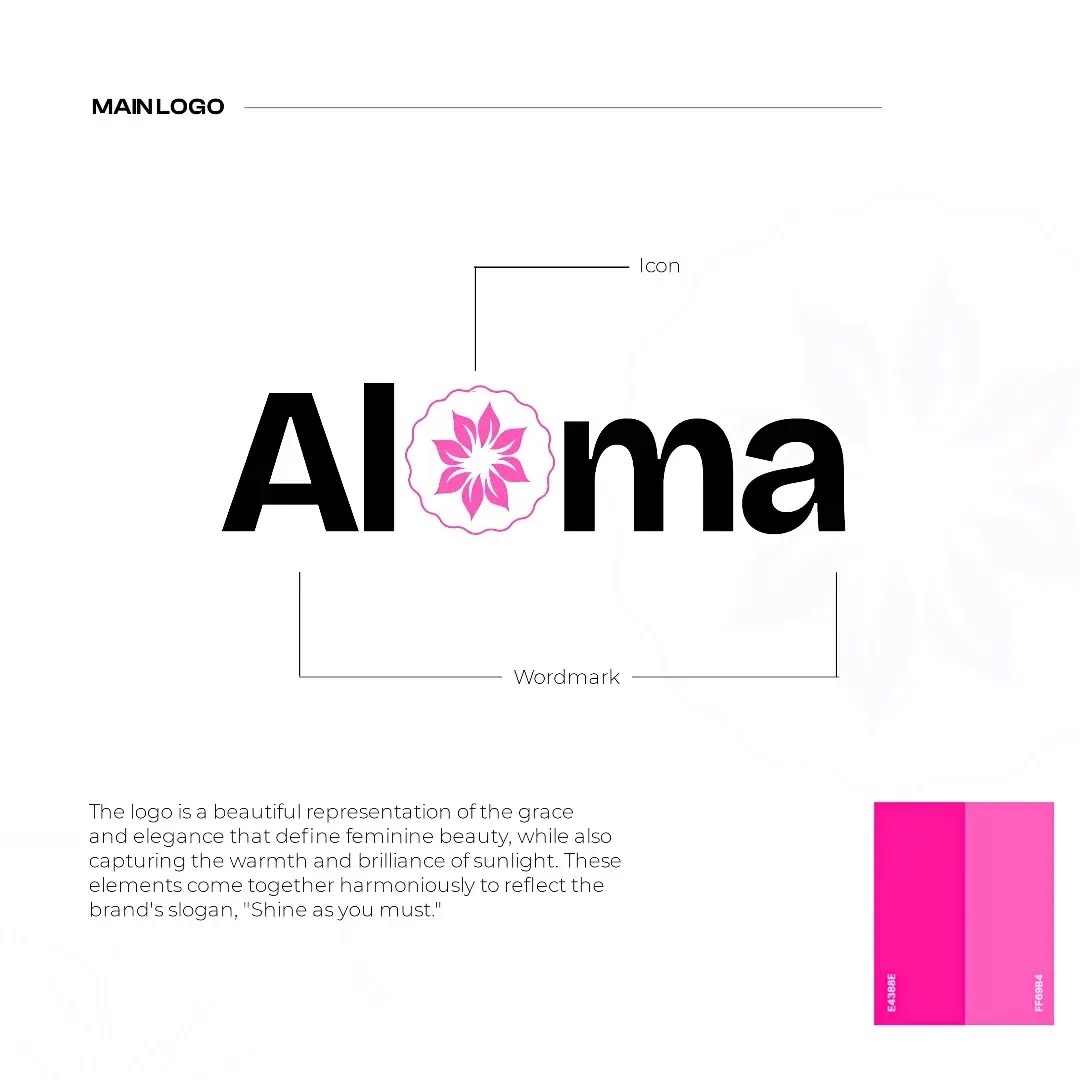 MAIN LOGO
Icon
Aloma
Wordmark
The logo is a beautiful representation of the grace
and elegance that define feminine beauty, while also
capturing the warmth and brilliance of sunlight. These
elements come together harmoniously to reflect the
brand's slogan, "Shine as you must."
E4388E
FF69B4